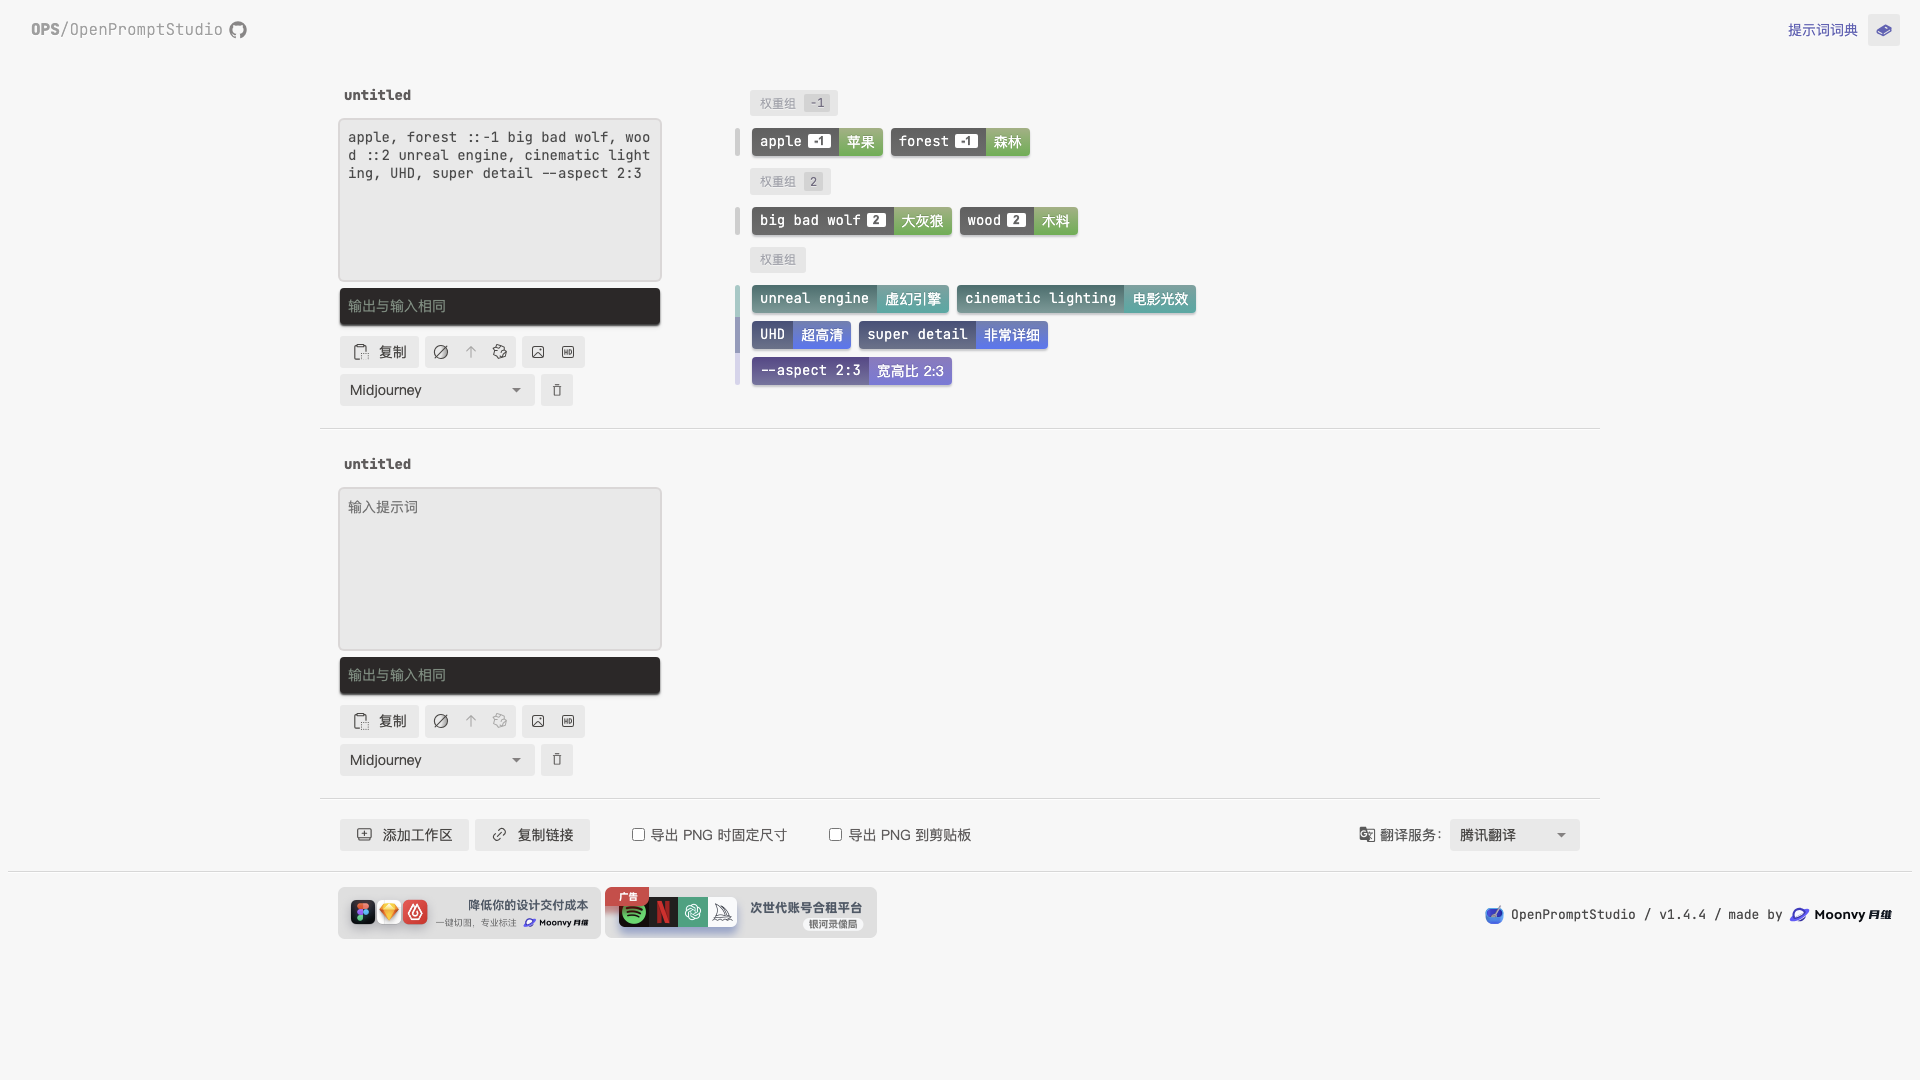 OPS/OpenPromptStudio
提示词词典
untitled
apple, forest ::-1 big bad wolf, woo
d ::2 unreal engine, cinematic light
ing, UHD, super detail --aspect 2:3
输出与输入相同
复制
Midjourney
权重组 -1
apple -1 苹果 forest -1 森林
权重组 2
big bad wolf 2 大灰狼 wood 2 木料
权重组
unreal engine 虚幻引擎 cinematic lighting 电影光效
UHD 超高清 super detail 非常详细
--aspect 2:3 宽高比 2:3
untitled
输入提示词
输出与输入相同
复制
Midjourney
添加工作区 复制链接 导出 PNG 时固定尺寸 导出 PNG 到剪贴板 翻译服务: 腾讯翻译
降低你的设计交付成本
一键切图，专业标注 Moonvy 月维
广告
次世代账号合租平台
银河录像局
OpenPromptStudio / v1.4.4 / made by Moonvy 月维